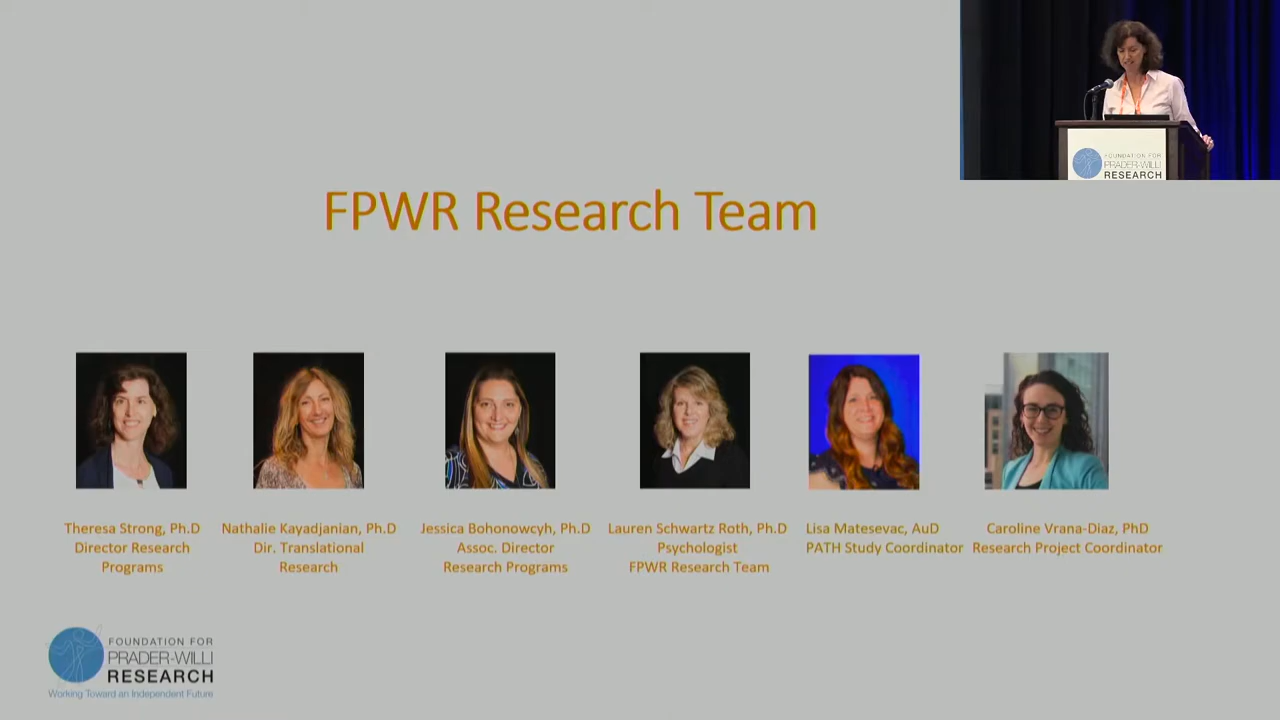 FOUNDATION FOR
PRADER-WILLI
RESEARCH
FPWR Research Team
Theresa Strong, Ph.D
Director Research
Programs
Nathalie Kayadjanian, Ph.D
Dir. Translational
Research
Jessica Bohonowcyh, Ph.D
Assoc. Director
Research Programs
Lauren Schwartz Roth, Ph.D
Psychologist
FPWR Research Team
Lisa Matesevac, AuD
PATH Study Coordinator
Caroline Vrana-Diaz, PhD
Research Project Coordinator
FOUNDATION FOR
PRADER-WILLI
RESEARCH
Working Toward an Independent Future